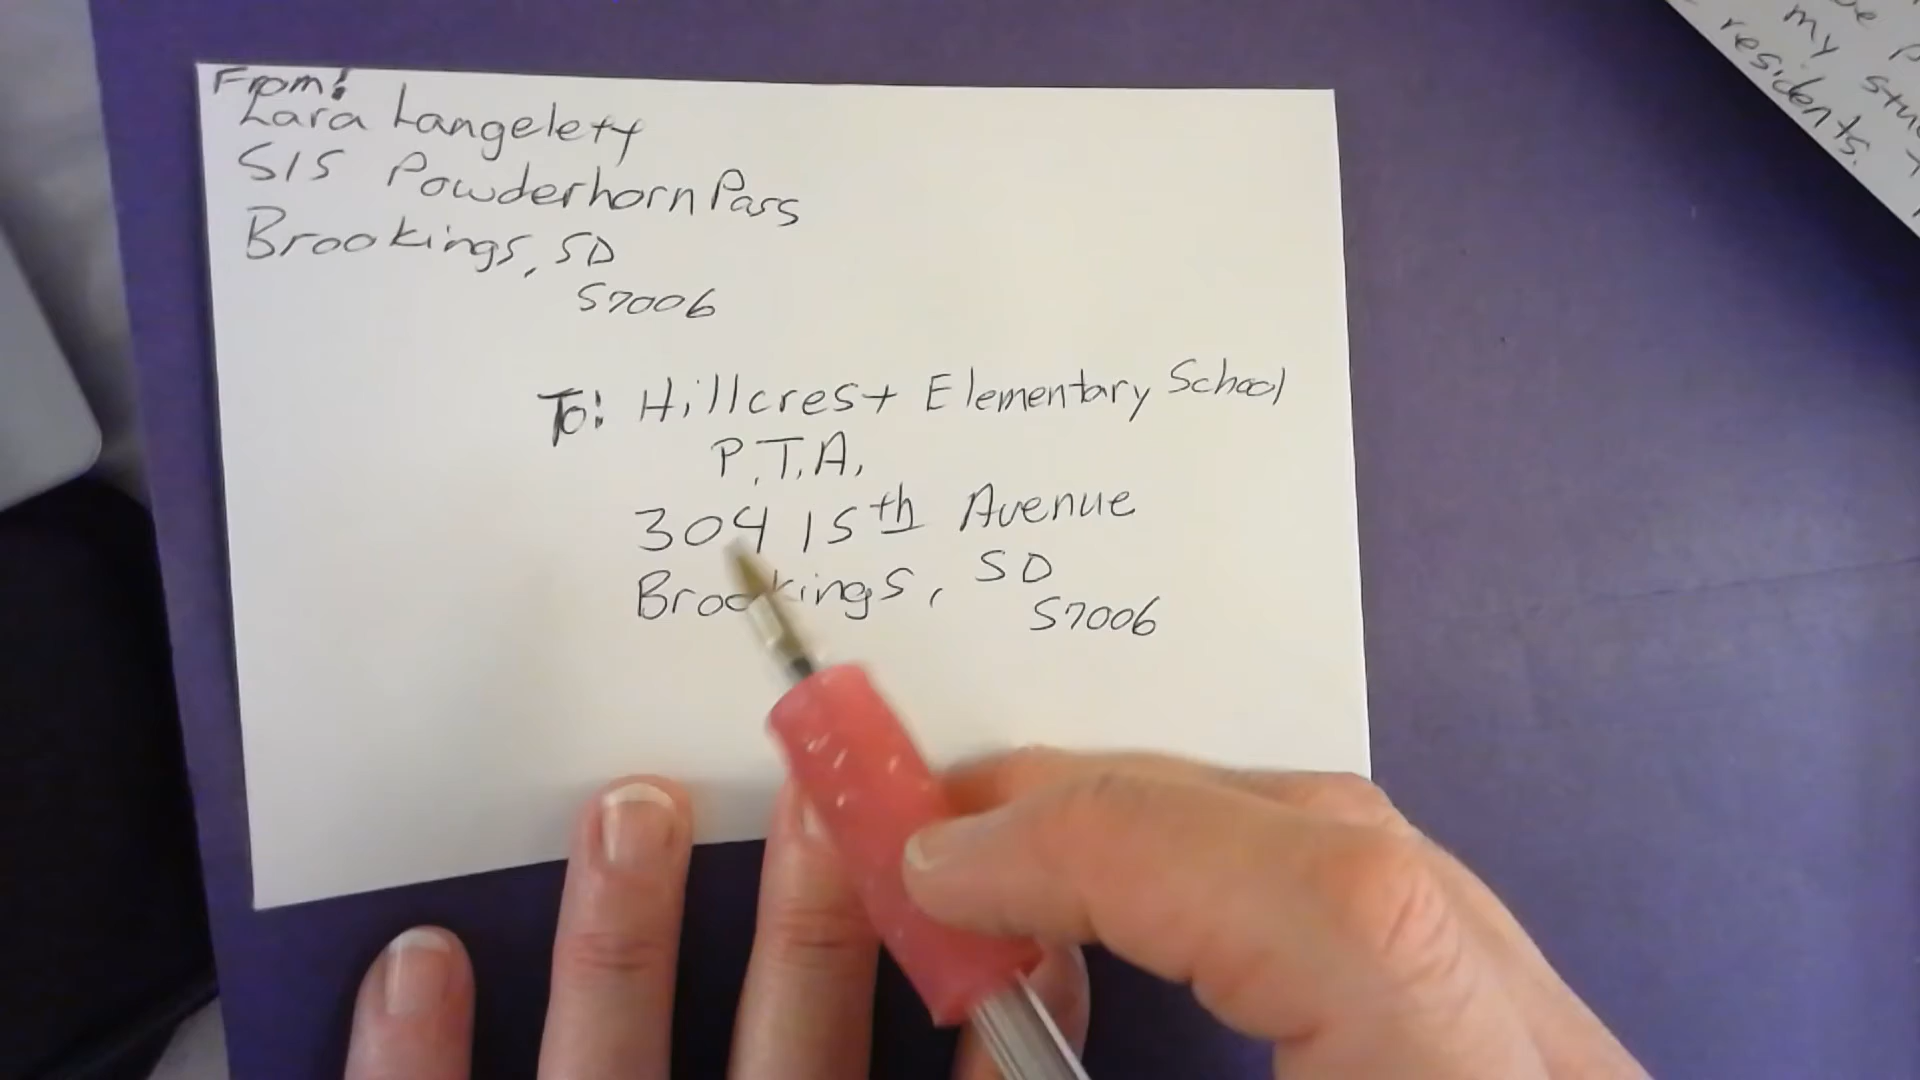 From:
Lara Langelett
515 Powderhorn Pass
Brookings, SD
57006
To: Hillcrest Elementary School
P.T.A.
304 15th Avenue
Brookings, SD
57006
my stu
residents.